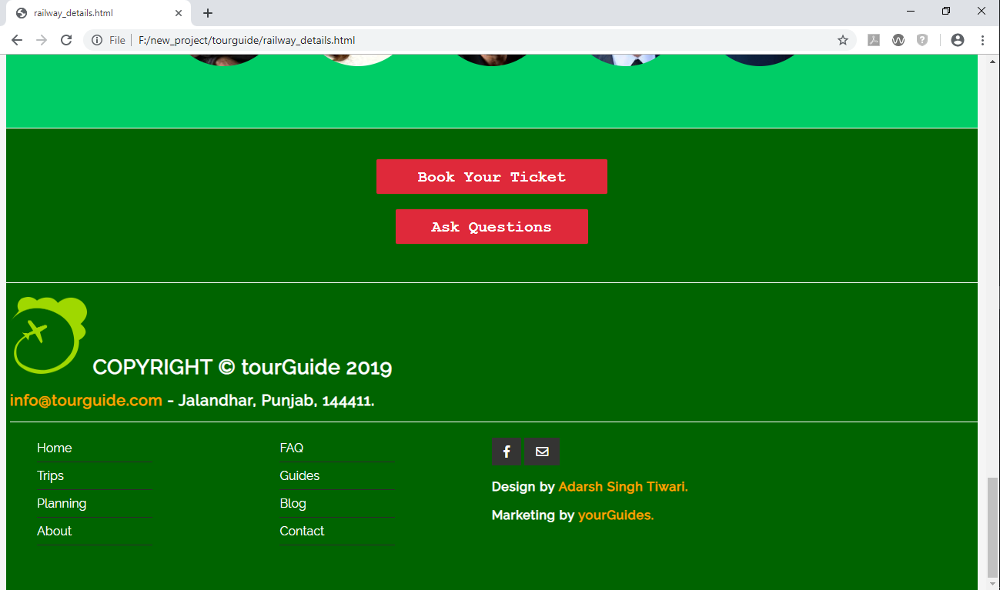 railway_details.html
File F:/new_project/tourguide/railway_details.html
Book Your Ticket
Ask Questions
COPYRIGHT © tourGuide 2019
info@tourguide.com - Jalandhar, Punjab, 144411.
Home
Trips
Planning
About
FAQ
Guides
Blog
Contact
Design by Adarsh Singh Tiwari.
Marketing by yourGuides.